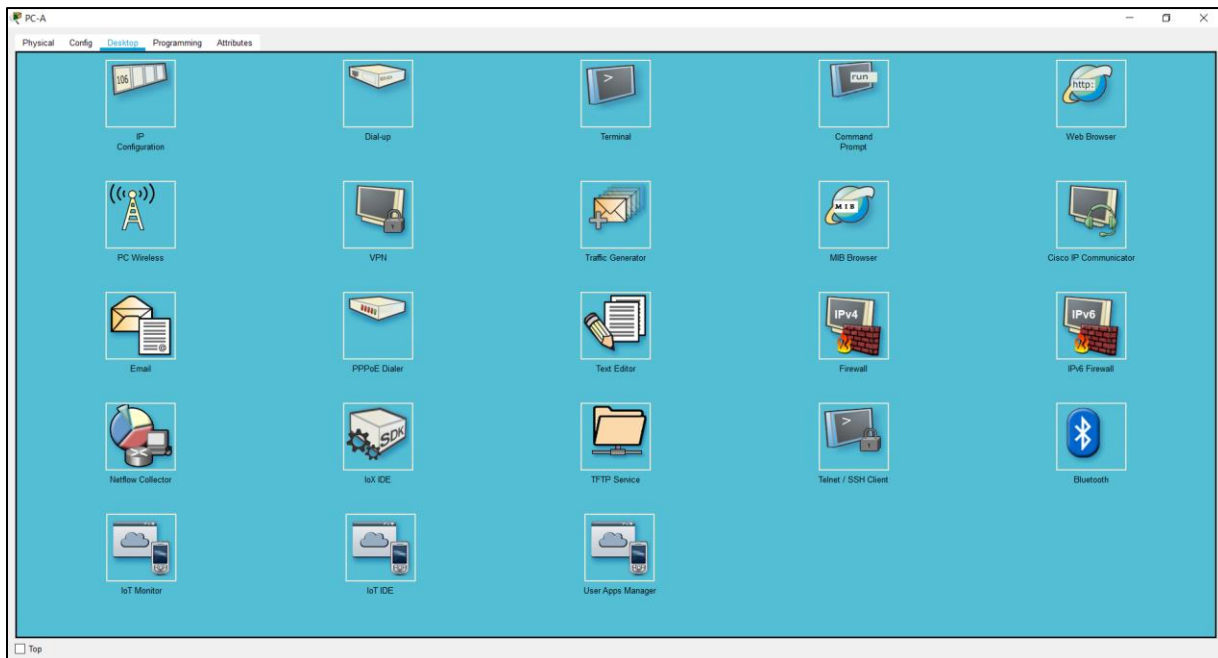 PC-A
Physical Config Desktop Programming Attributes
106
>
run
http:
IP
Configuration
Dial-up
Terminal
Command
Prompt
Web Browser
MIB
PC Wireless
VPN
Traffic Generator
MIB Browser
Cisco IP Communicator
IPv4
IPv6
Email
PPPoE Dialer
Text Editor
Firewall
IPv6 Firewall
SDK
>
Netflow Collector
IoX IDE
TFTP Service
Telnet / SSH Client
Bluetooth
IoT Monitor
IoT IDE
User Apps Manager
Top